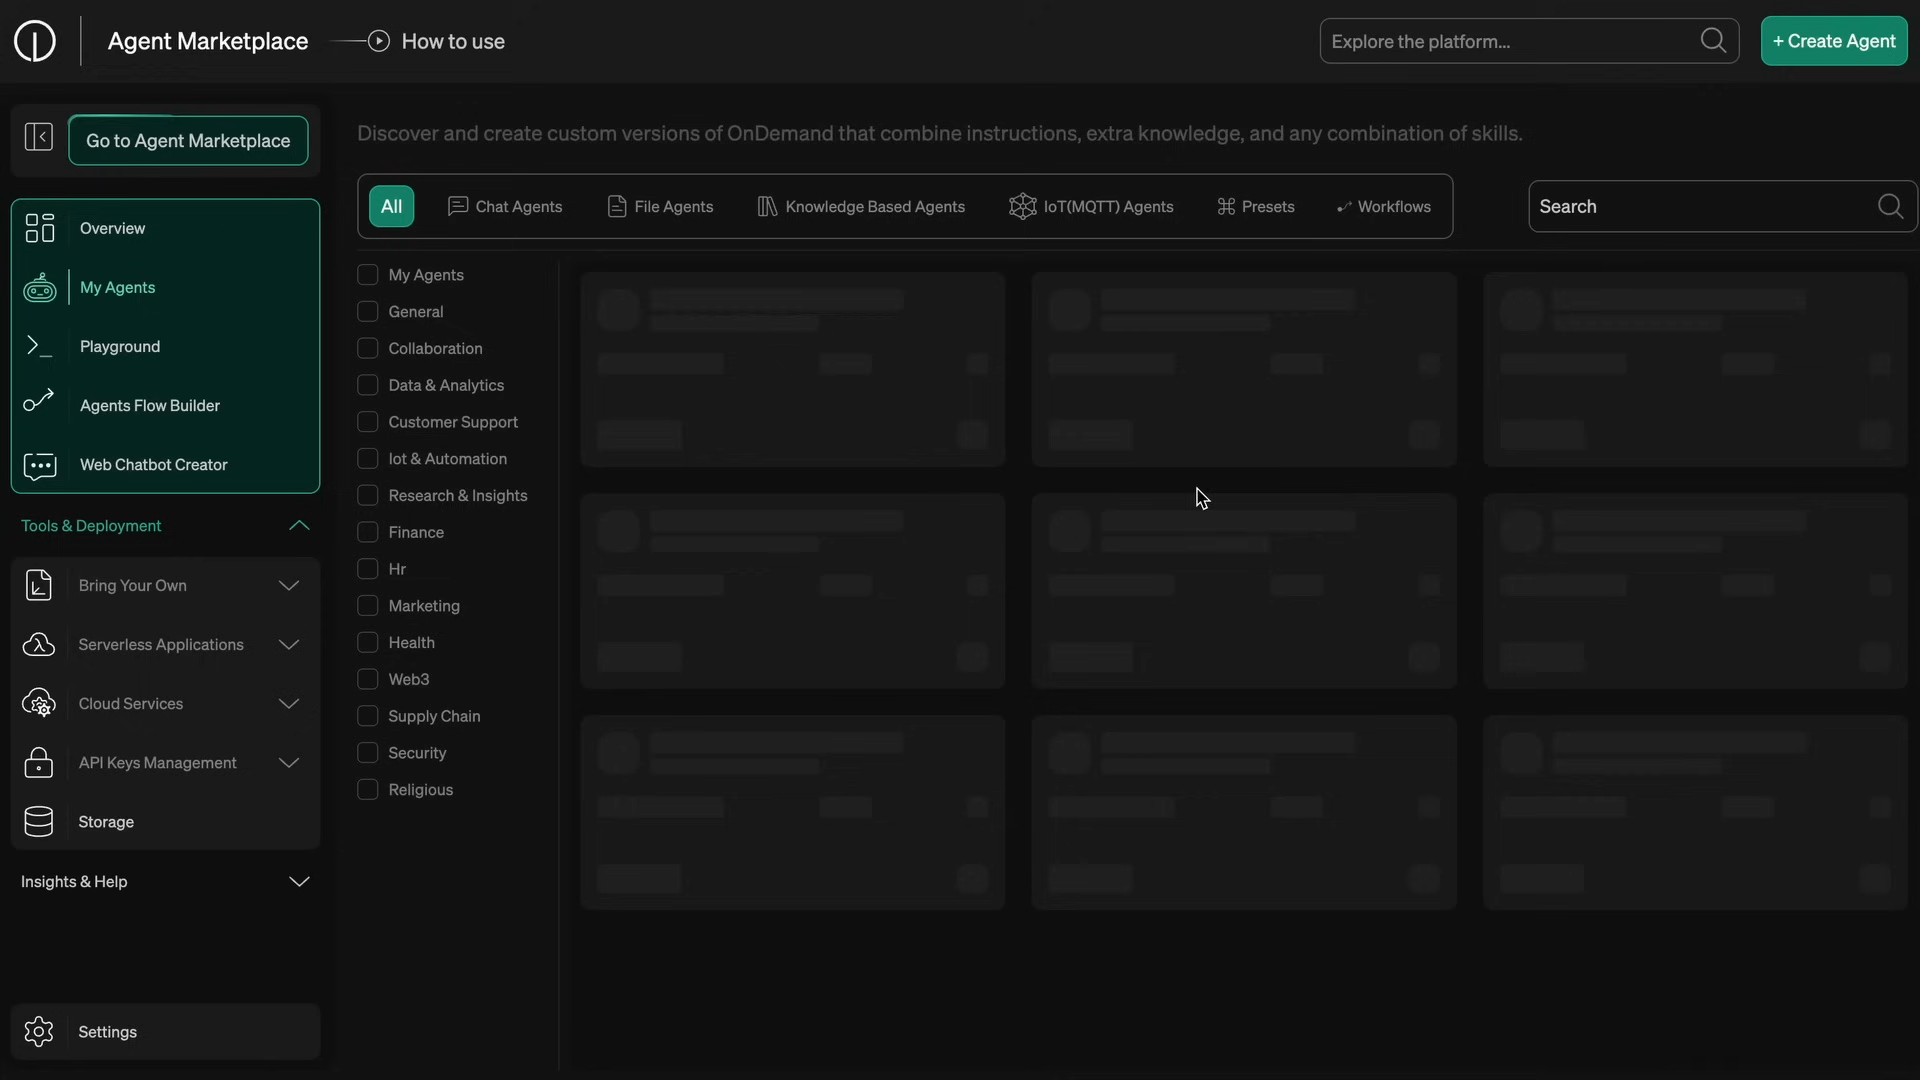 Agent Marketplace
How to use
Explore the platform...
+ Create Agent
Go to Agent Marketplace
Overview
My Agents
Playground
Agents Flow Builder
Web Chatbot Creator
Tools & Deployment
Bring Your Own
Serverless Applications
Cloud Services
API Keys Management
Storage
Insights & Help
Settings
Discover and create custom versions of OnDemand that combine instructions, extra knowledge, and any combination of skills.
All
Chat Agents
File Agents
Knowledge Based Agents
IoT(MQTT) Agents
Presets
Workflows
Search
My Agents
General
Collaboration
Data & Analytics
Customer Support
Iot & Automation
Research & Insights
Finance
Hr
Marketing
Health
Web3
Supply Chain
Security
Religious